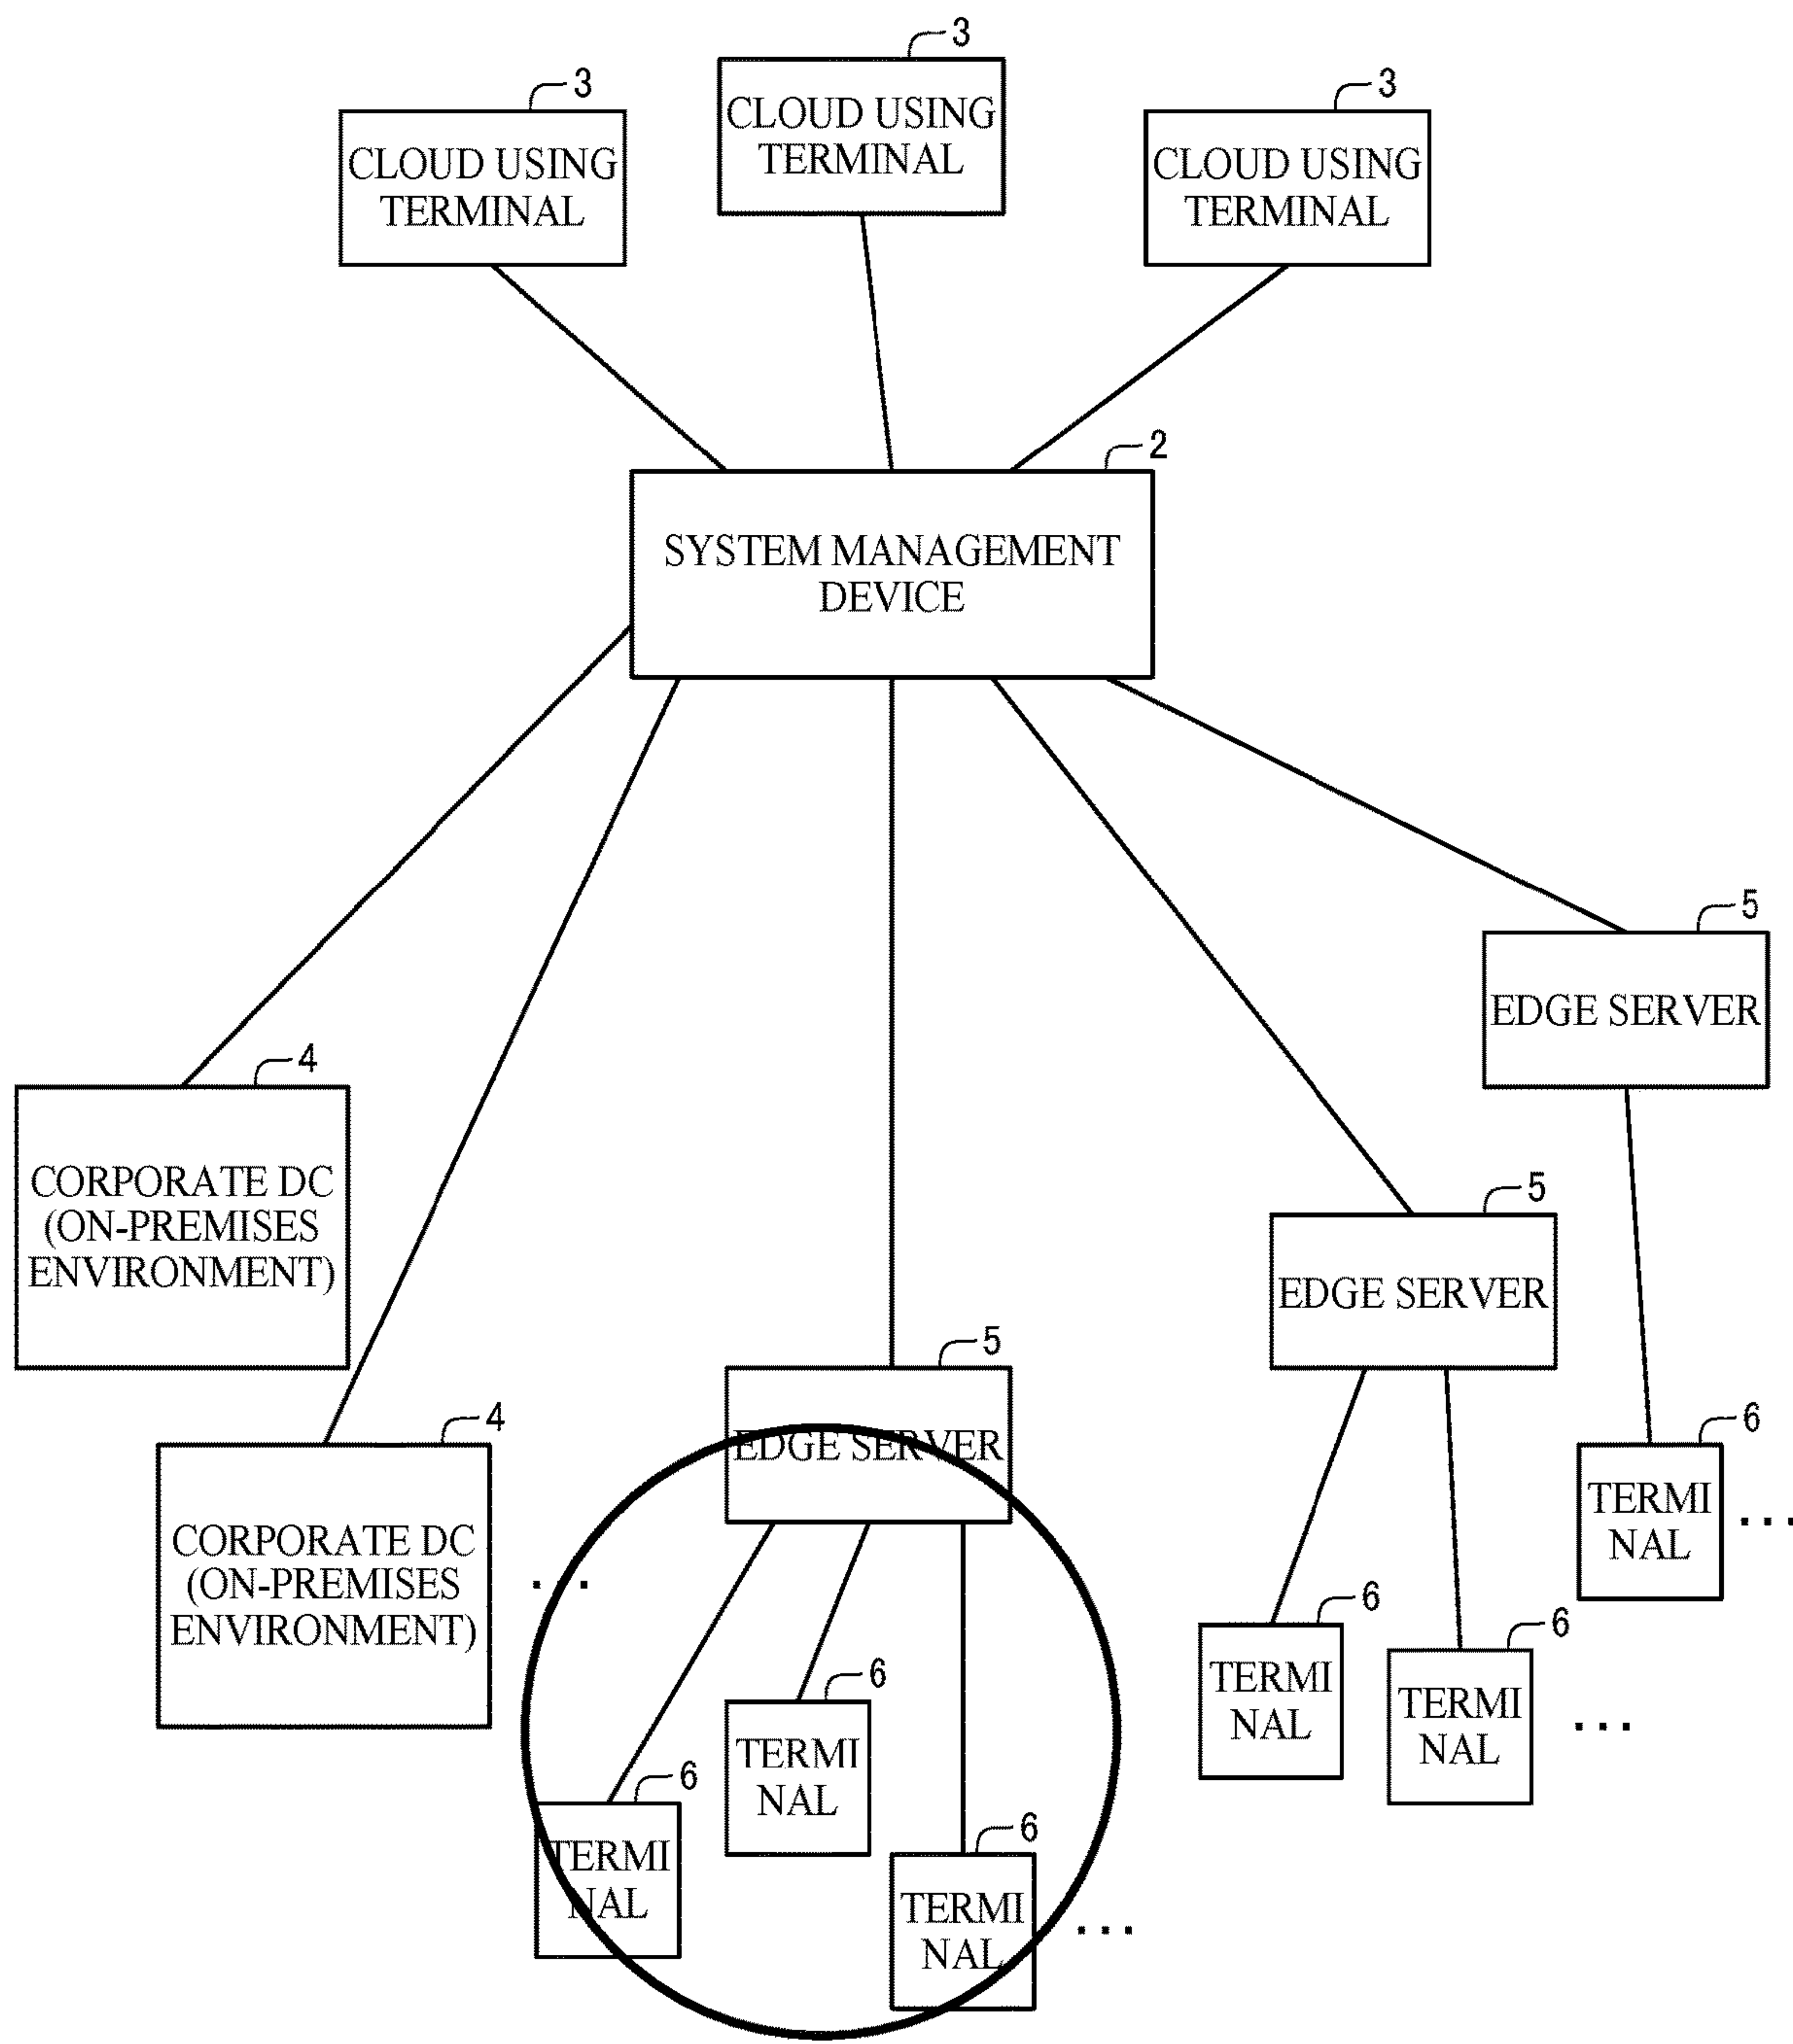 3
3
3
CLOUD USING
TERMINAL
CLOUD USING
TERMINAL
CLOUD USING
TERMINAL
2
SYSTEM MANAGEMENT
DEVICE
5
EDGE SERVER
4
CORPORATE DC
(ON-PREMISES
ENVIRONMENT)
5
EDGE SERVER
5
EDGE SERVER
4
CORPORATE DC
(ON-PREMISES
ENVIRONMENT)
...
6
TERMI
NAL
...
6
TERMI
NAL
6
TERMI
NAL
...
6
TERMI
NAL
6
TERMI
NAL
6
TERMI
NAL
...